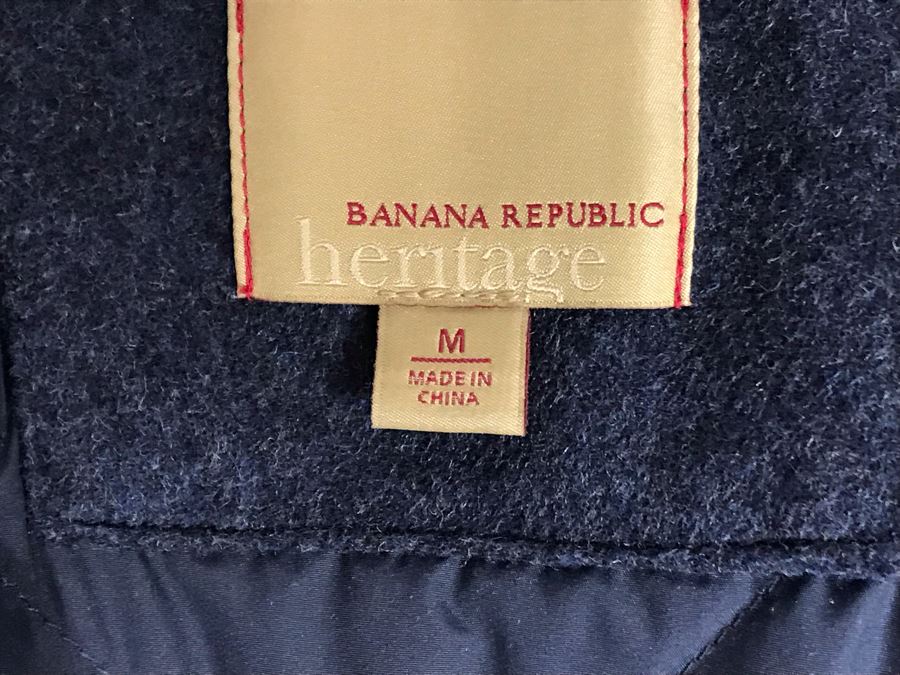 BANANA REPUBLIC
heritage
M
MADE IN
CHINA